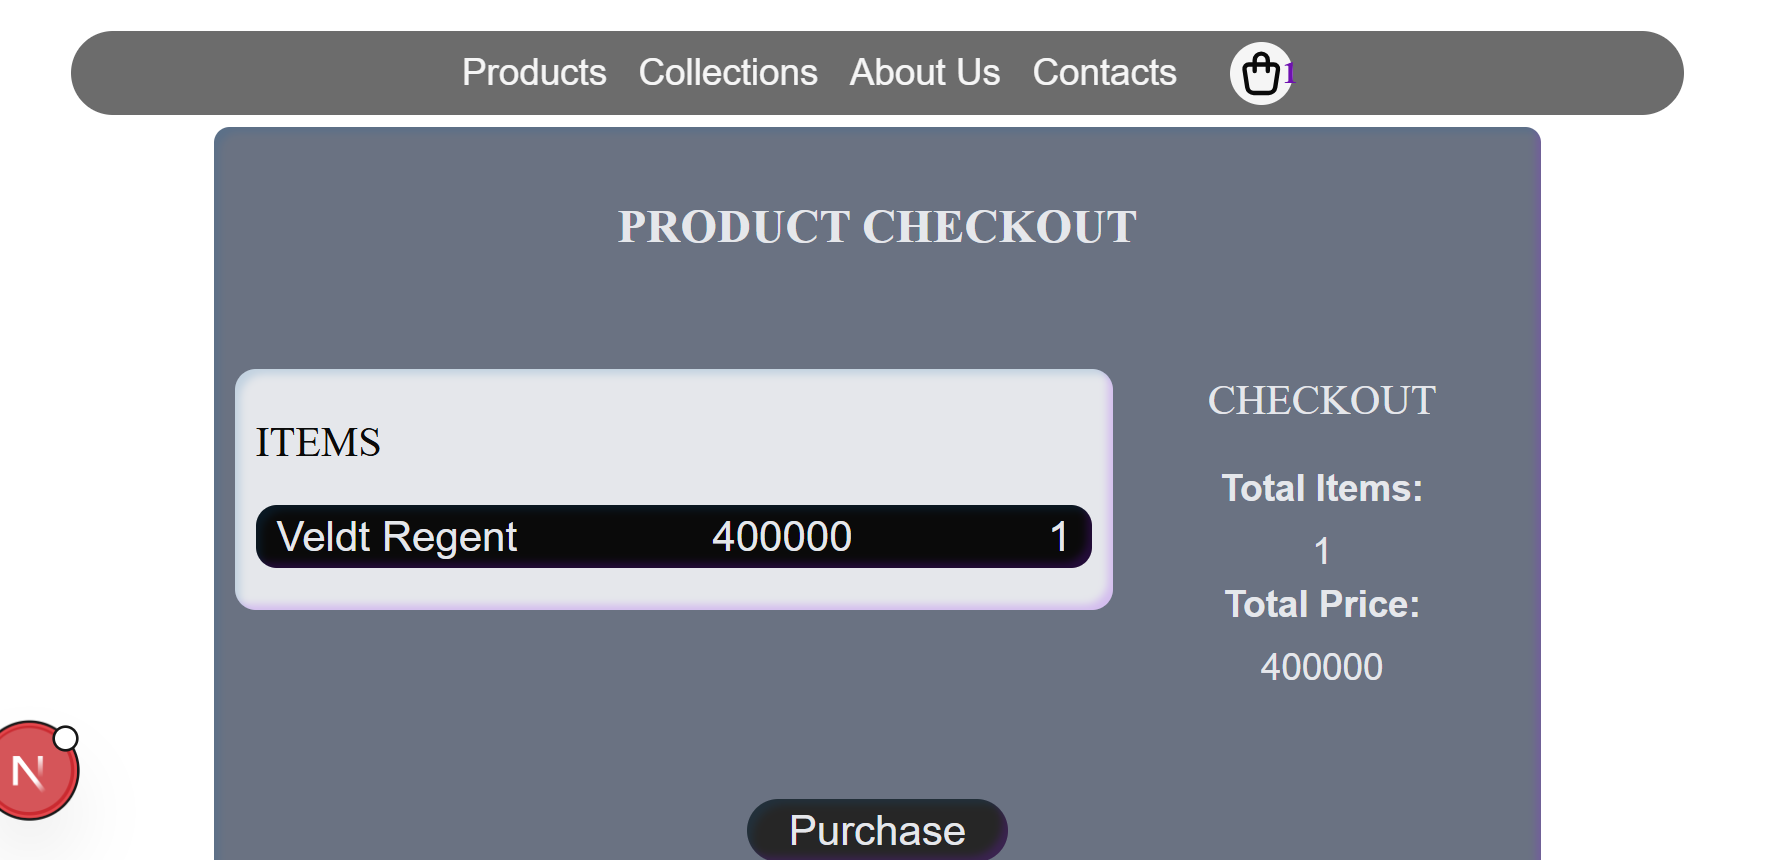 Products Collections About Us Contacts 1
PRODUCT CHECKOUT
ITEMS
Veldt Regent 400000 1
CHECKOUT
Total Items:
1
Total Price:
400000
N
Purchase